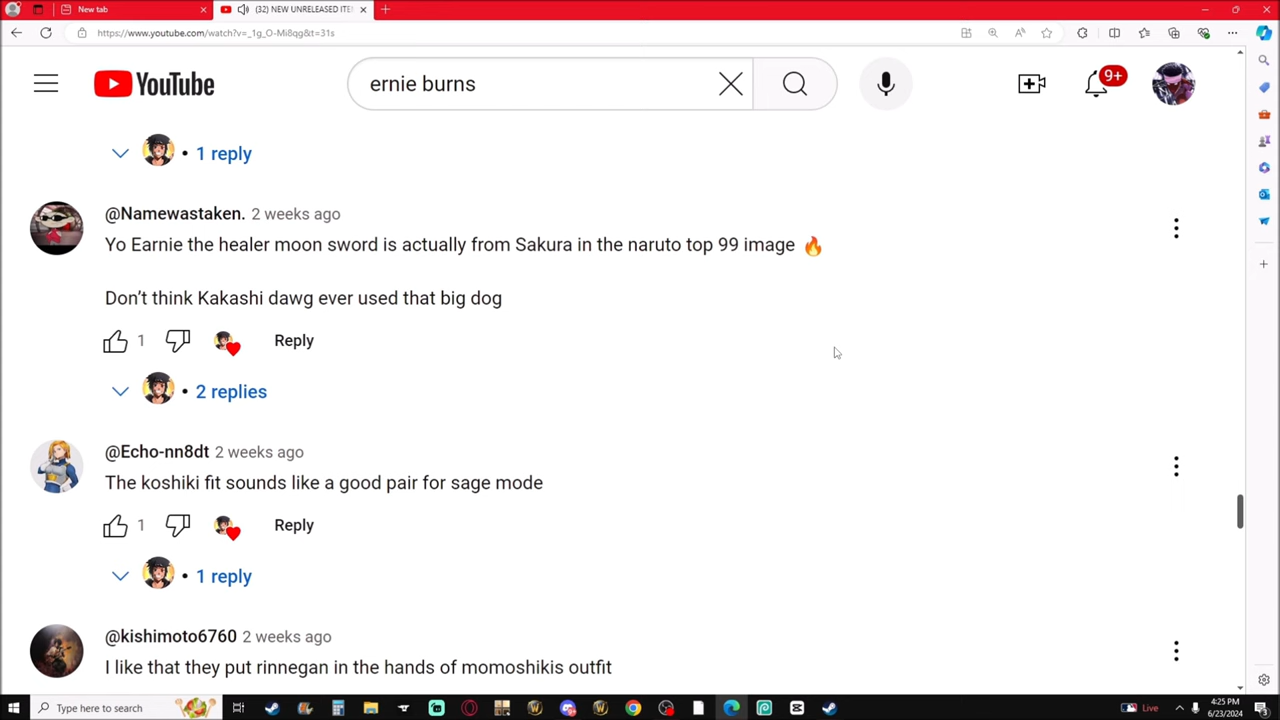 New tab
(32) NEW UNRELEASED ITE
https://www.youtube.com/watch?v=_1g_O-Mi8qg&t=31s
YouTube
ernie burns
9+
• 1 reply
@Namewastaken. 2 weeks ago
Yo Earnie the healer moon sword is actually from Sakura in the naruto top 99 image 🔥
Don’t think Kakashi dawg ever used that big dog
1 Reply
• 2 replies
@Echo-nn8dt 2 weeks ago
The koshiki fit sounds like a good pair for sage mode
1 Reply
• 1 reply
@kishimoto6760 2 weeks ago
I like that they put rinnegan in the hands of momoshikis outfit
Type here to search
Live
4:25 PM
6/23/2024
3